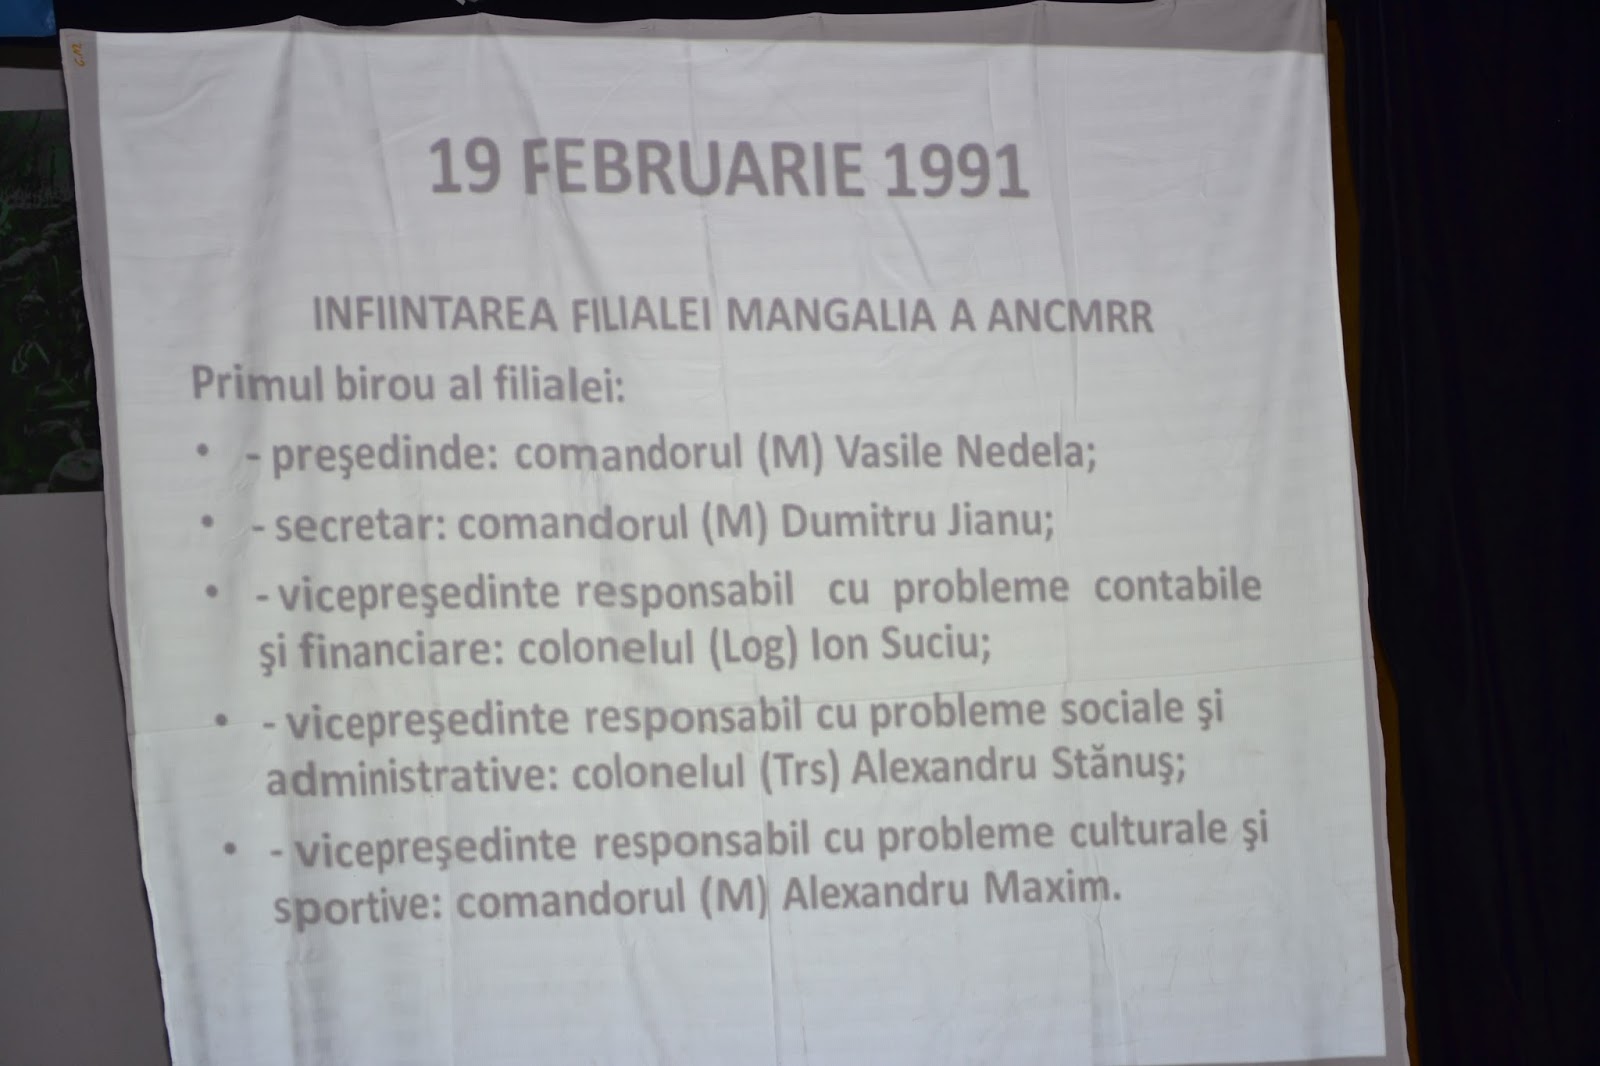 19 FEBRUARIE 1991
INFIINTAREA FILIALEI MANGALIA A ANCMRR
Primul birou al filialei:
• - preşedinde: comandorul (M) Vasile Nedela;
• - secretar: comandorul (M) Dumitru Jianu;
• - vicepreşedinte responsabil cu probleme contabile
şi financiare: colonelul (Log) Ion Suciu;
• - vicepreşedinte responsabil cu probleme sociale şi
administrative: colonelul (Trs) Alexandru Stănuş;
• - vicepreşedinte responsabil cu probleme culturale şi
sportive: comandorul (M) Alexandru Maxim.